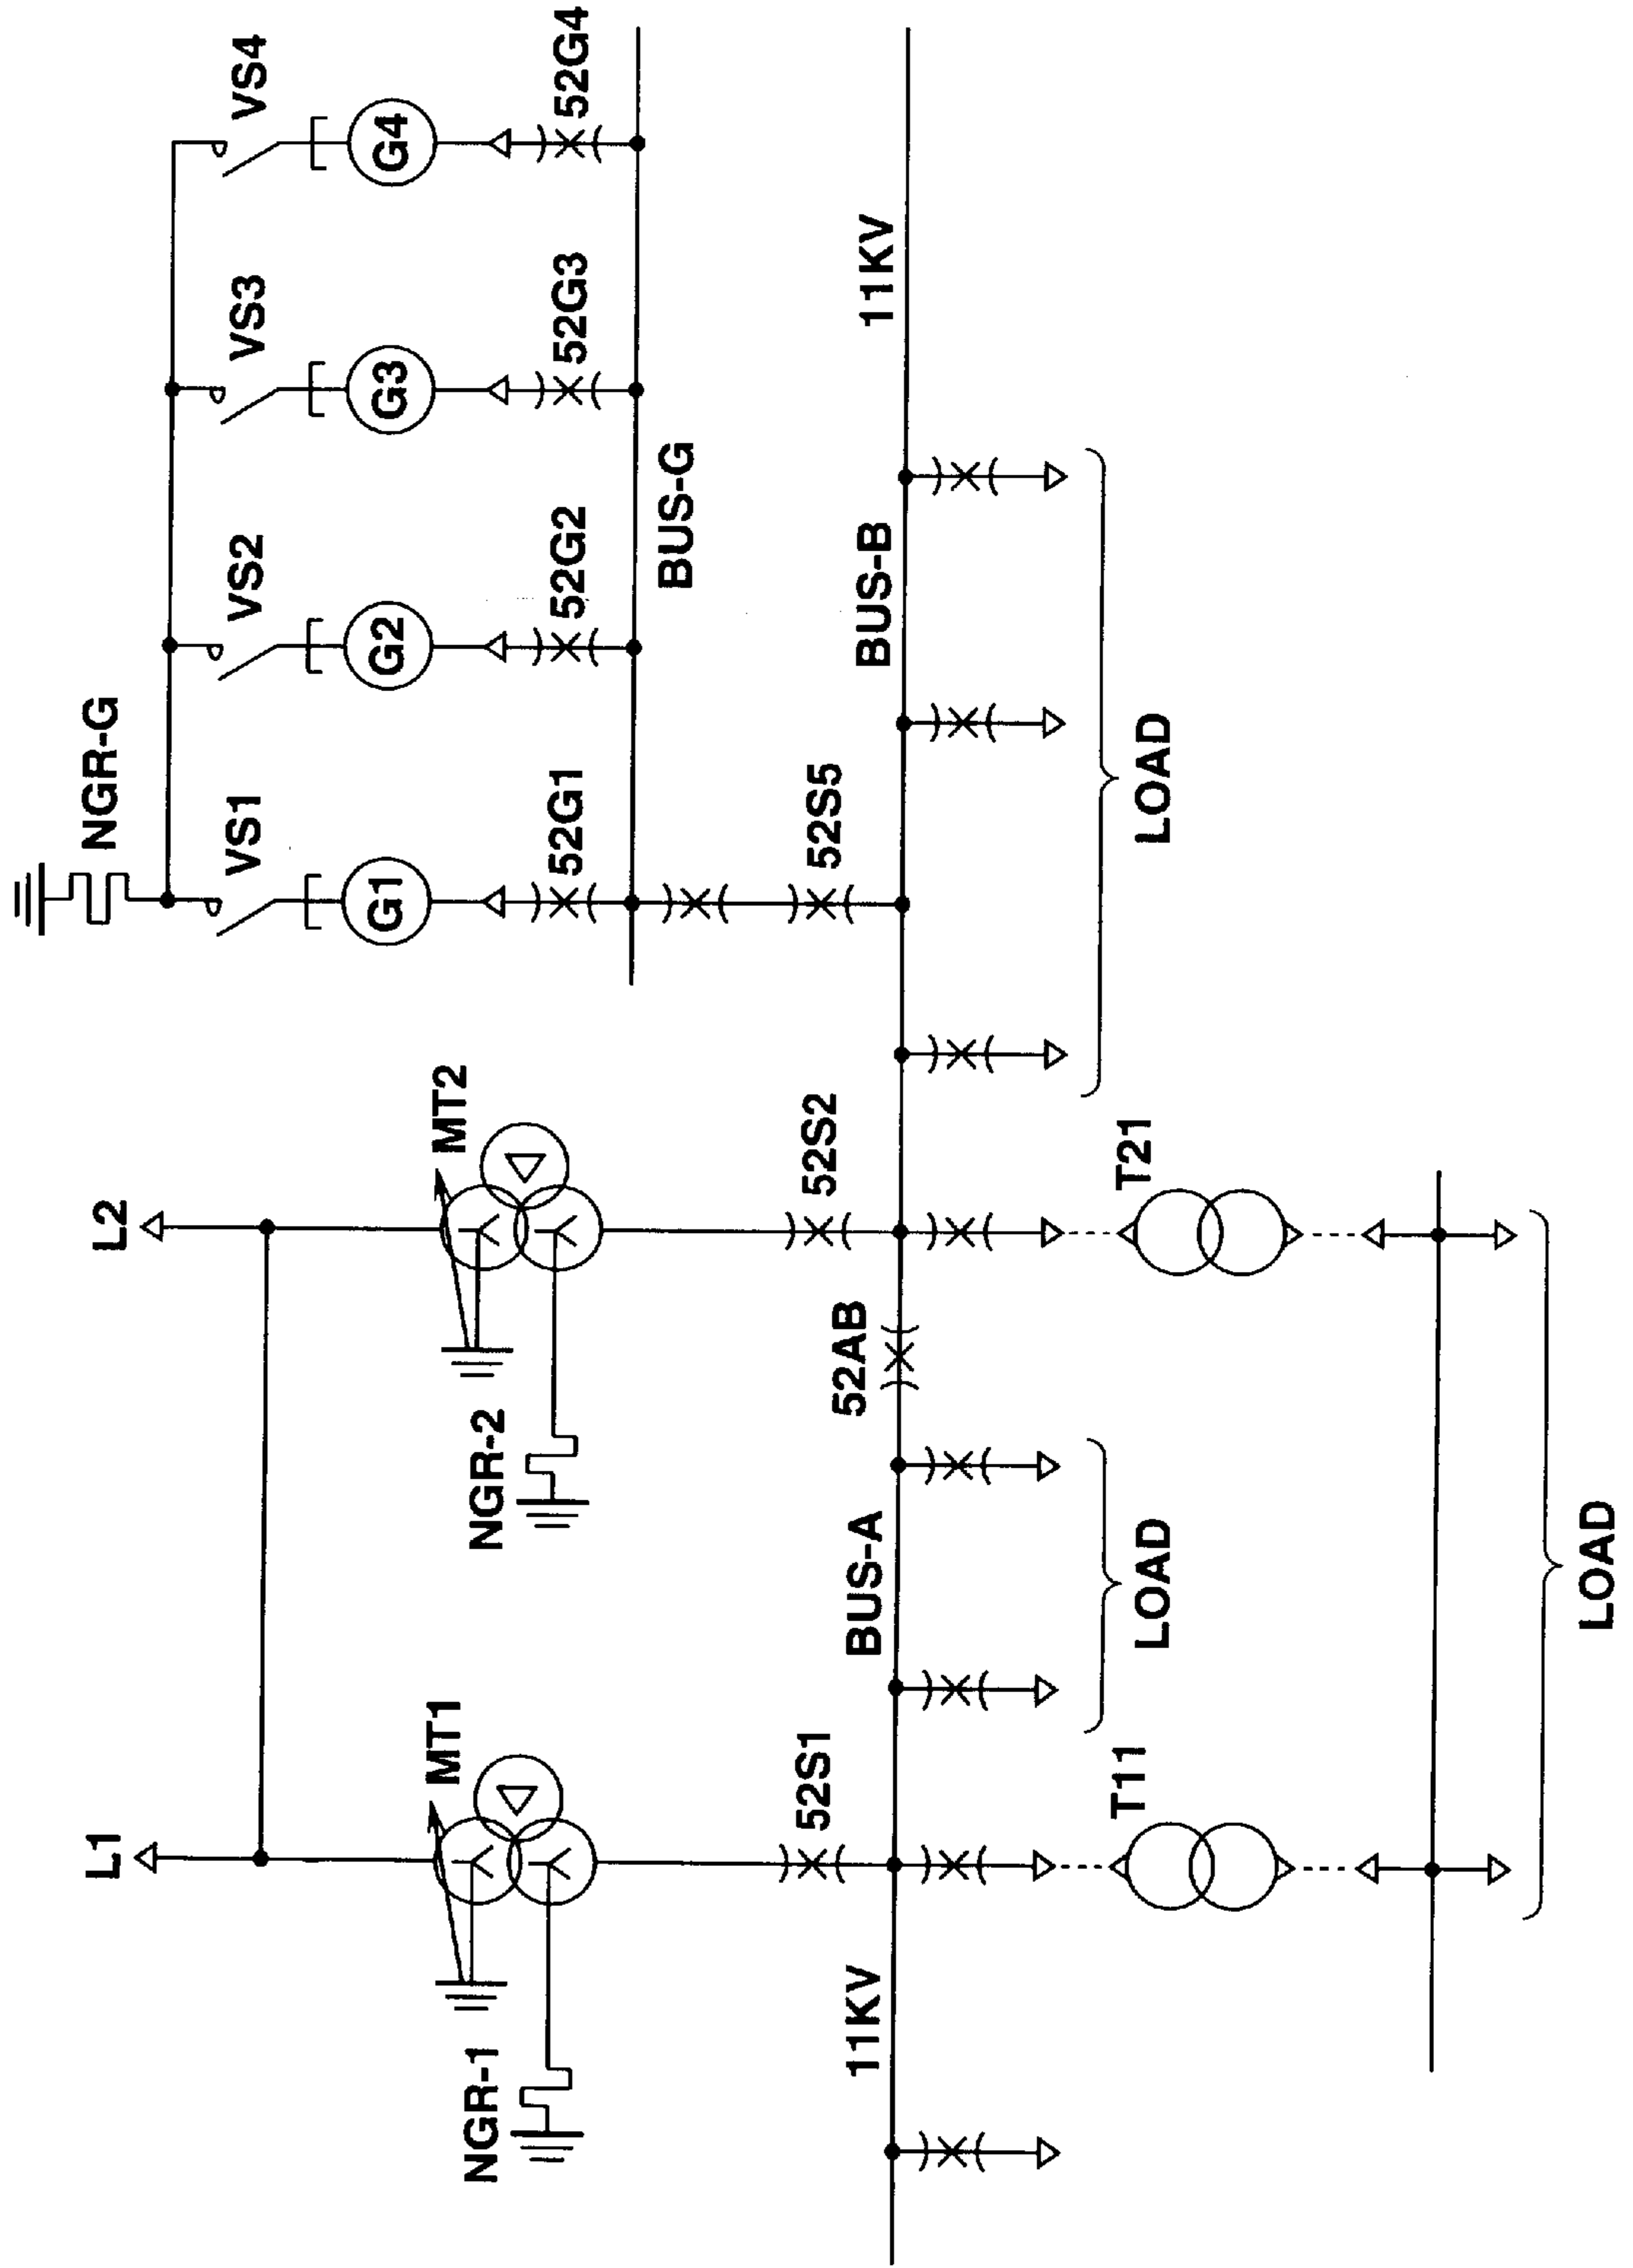 NGR-G
VS1
VS2
VS3
VS4
G1
G2
G3
G4
52G1
52G2
52G3
52G4
BUS-G
L1
L2
MT1
MT2
NGR-1
NGR-2
52S1
52S2
52S5
11KV
BUS-A
52AB
BUS-B
11KV
LOAD
LOAD
T11
T21
LOAD